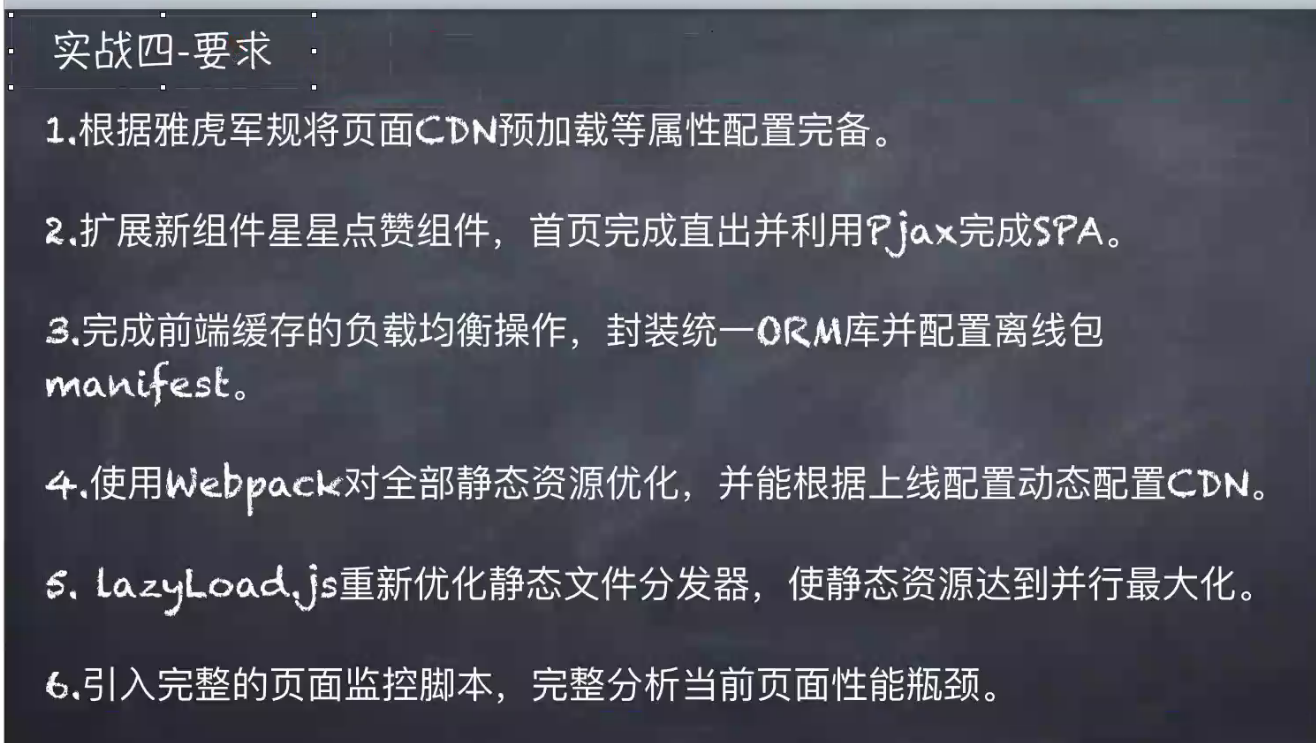 实战四-要求
1.根据雅虎军规将页面CDN预加载等属性配置完备。
2.扩展新组件星星点赞组件，首页完成直出并利用Pjax完成SPA。
3.完成前端缓存的负载均衡操作，封装统一ORM库并配置离线包
manifest。
4.使用Webpack对全部静态资源优化，并能根据上线配置动态配置CDN。
5. lazyLoad.js重新优化静态文件分发器，使静态资源达到并行最大化。
6.引入完整的页面监控脚本，完整分析当前页面性能瓶颈。